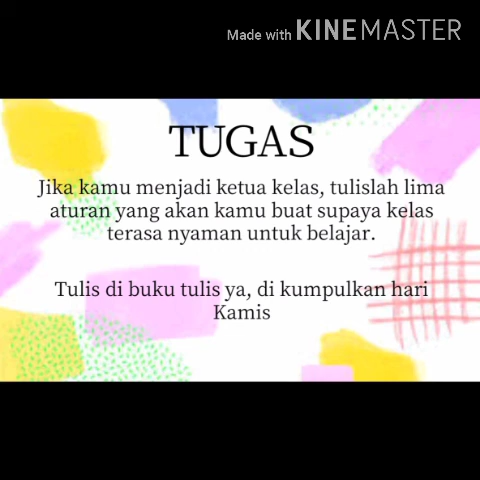 Made with KINEMASTER
TUGAS
Jika kamu menjadi ketua kelas, tulislah lima
aturan yang akan kamu buat supaya kelas
terasa nyaman untuk belajar.
Tulis di buku tulis ya, di kumpulkan hari
Kamis